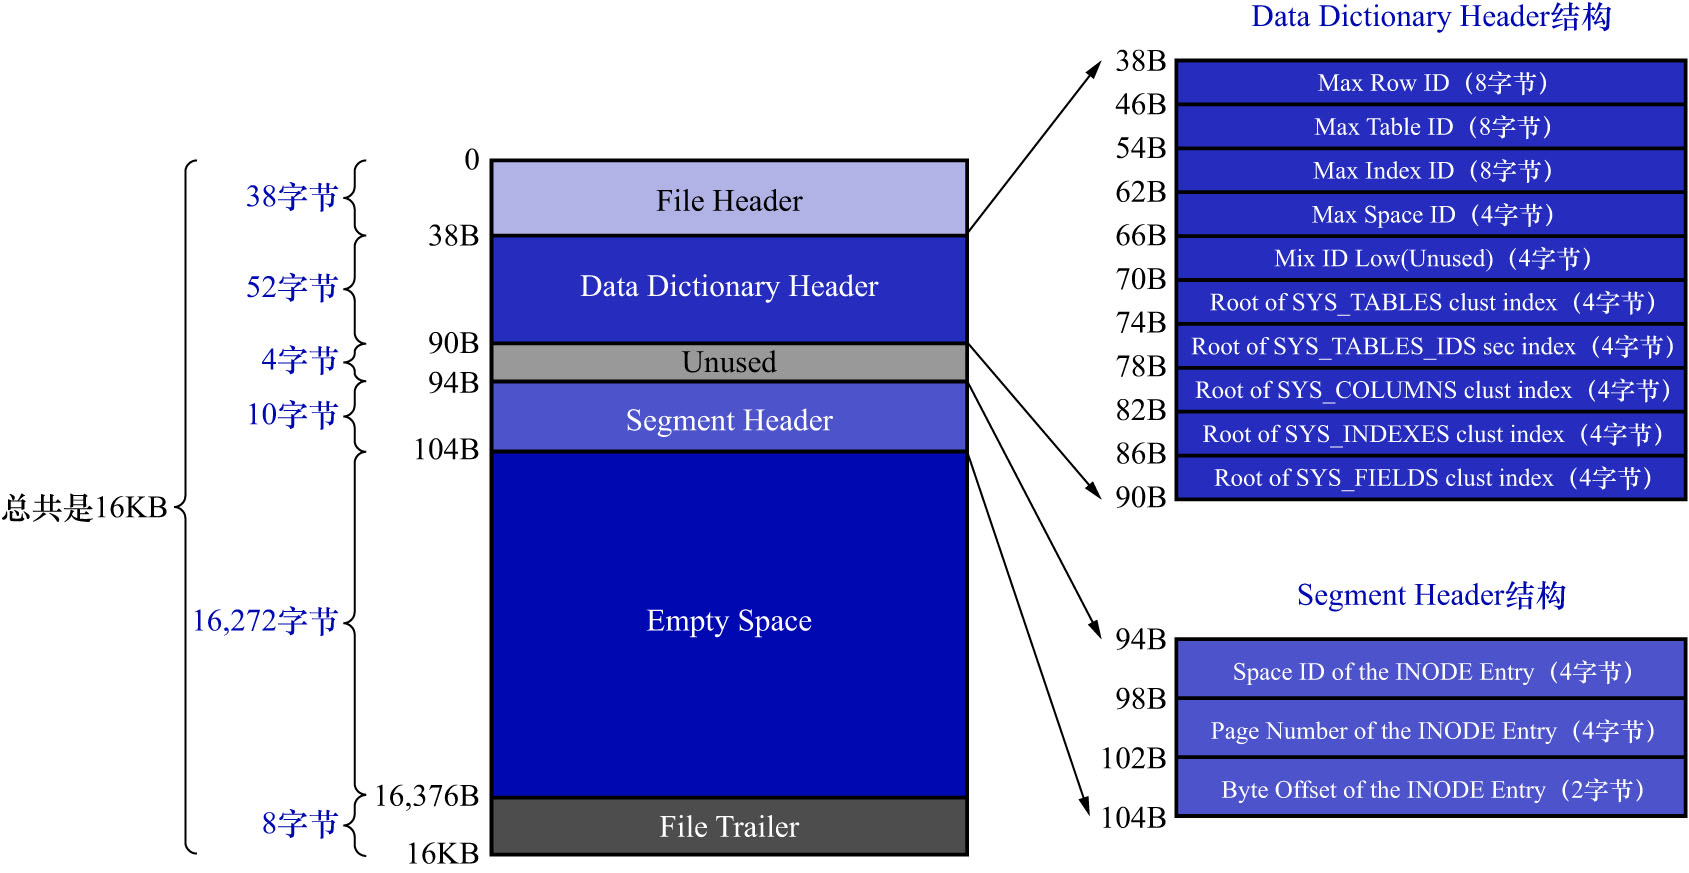 总共是16KB
38字节
52字节
4字节
10字节
16,272字节
8字节
0
38B
90B
94B
104B
16,376B
16KB
File Header
Data Dictionary Header
Unused
Segment Header
Empty Space
File Trailer
Data Dictionary Header结构
38B
Max Row ID（8字节）
46B
Max Table ID（8字节）
54B
Max Index ID（8字节）
62B
Max Space ID（4字节）
66B
Mix ID Low(Unused)（4字节）
70B
Root of SYS_TABLES clust index（4字节）
74B
Root of SYS_TABLES_IDS sec index（4字节）
78B
Root of SYS_COLUMNS clust index（4字节）
82B
Root of SYS_INDEXES clust index（4字节）
86B
Root of SYS_FIELDS clust index（4字节）
90B
Segment Header结构
94B
Space ID of the INODE Entry（4字节）
98B
Page Number of the INODE Entry（4字节）
102B
Byte Offset of the INODE Entry（2字节）
104B